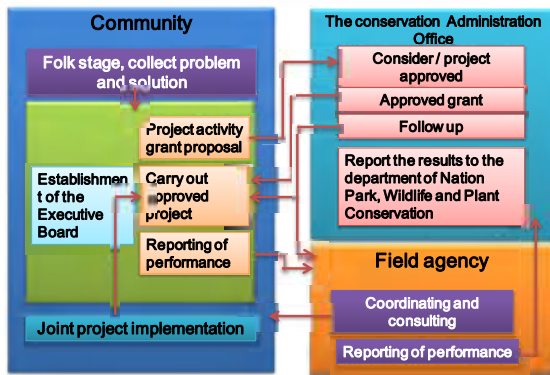 Community
Folk stage, collect problem
and solution
Project activity
grant proposal
Establishmen
t of the
Executive
Board
Carry out
approved
project
Reporting of
performance
Joint project implementation
The conservation Administration
Office
Consider / project
approved
Approved grant
Follow up
Report the results to the
department of Nation
Park, Wildlife and Plant
Conservation
Field agency
Coordinating and
consulting
Reporting of performance